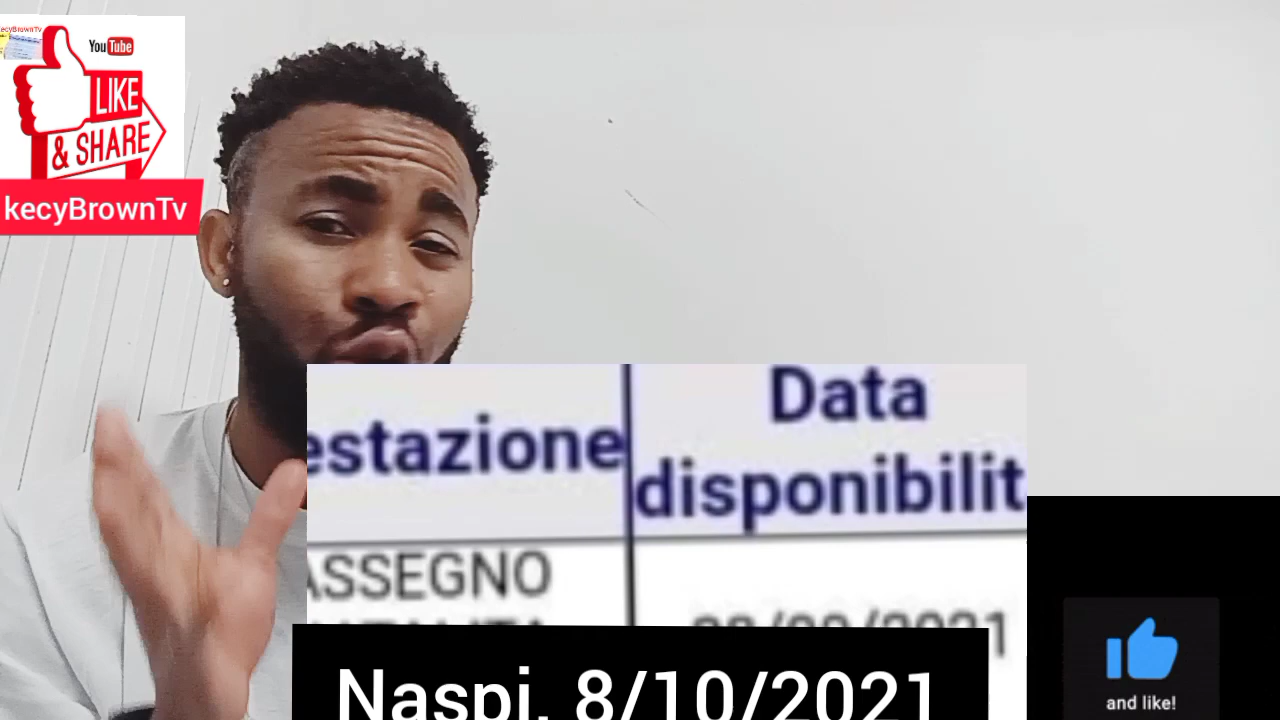 kecyBrownTv
YouTube
LIKE
& SHARE
kecyBrownTv
Data
estazione
disponibilit
ASSEGNO
Naspi, 8/10/2021
and like!